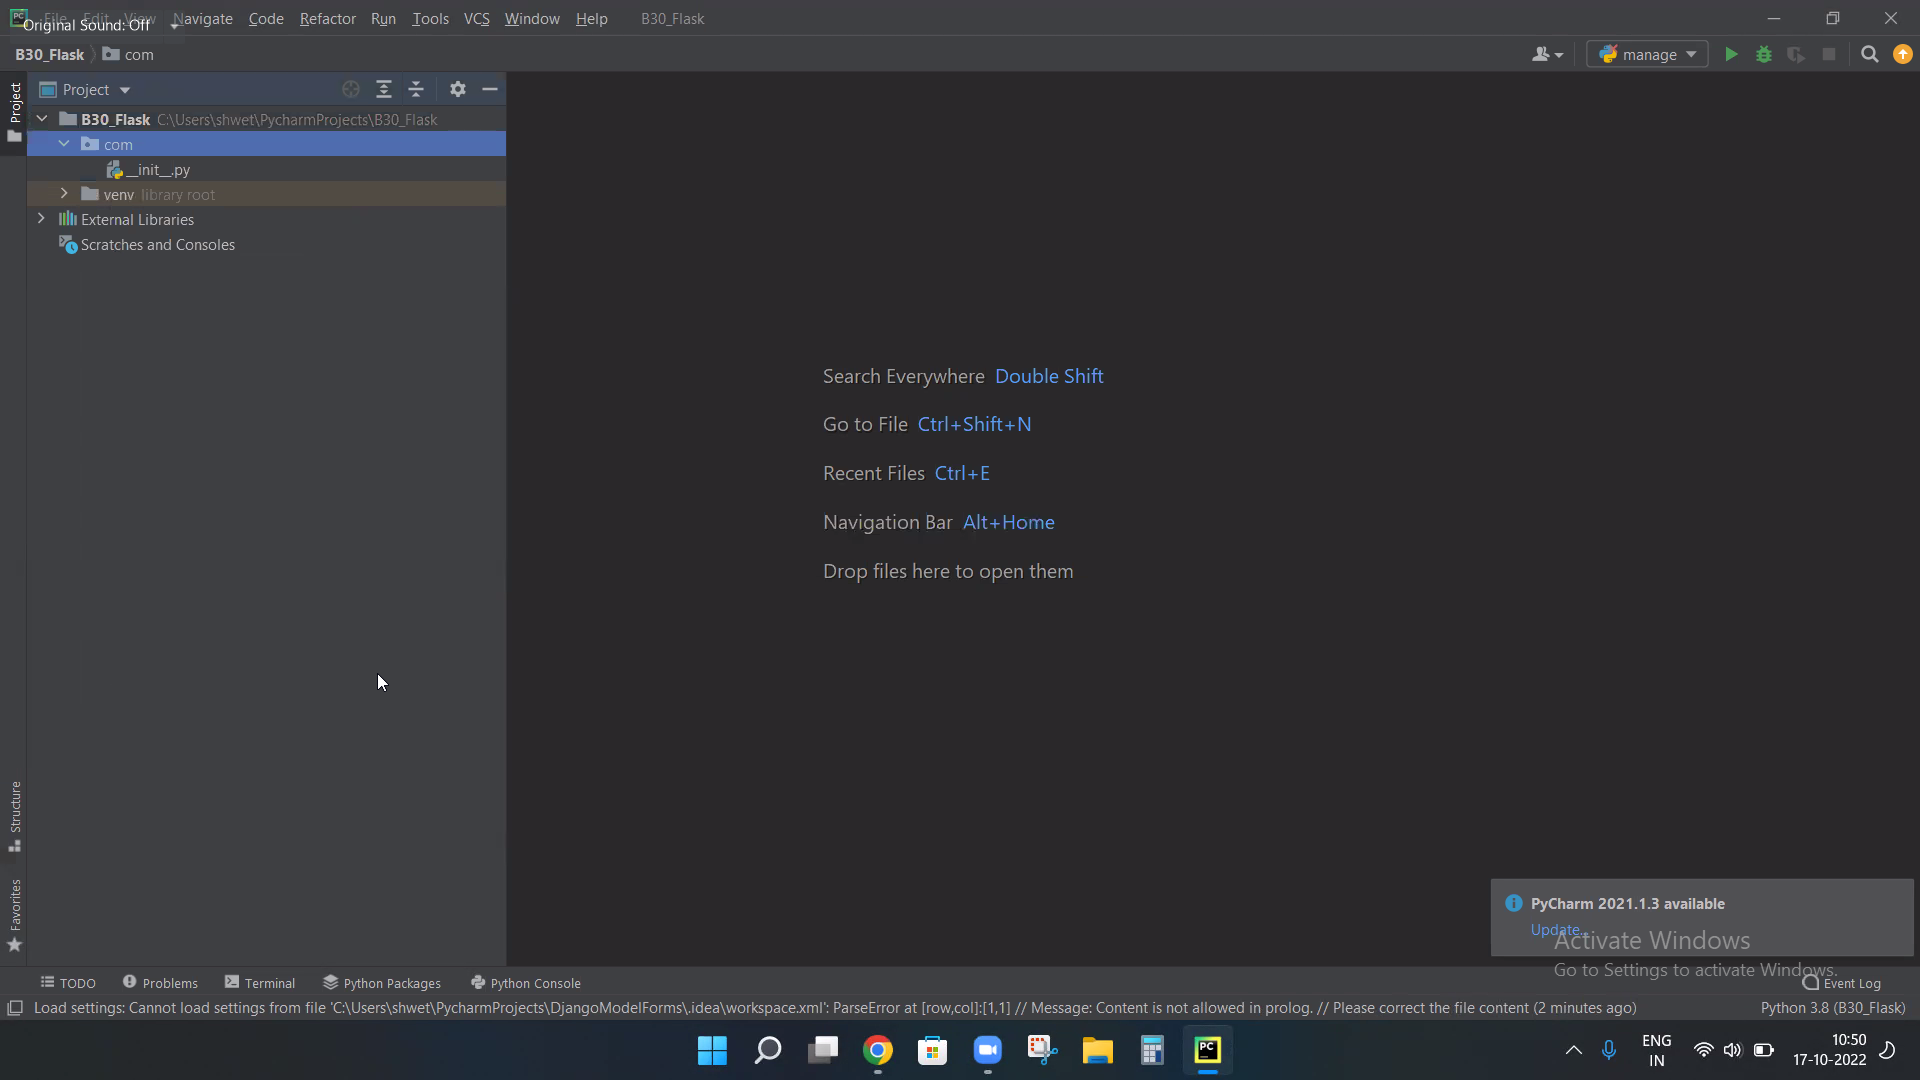 File Edit View Navigate Code Refactor Run Tools VCS Window Help B30_Flask
Original Sound: Off
B30_Flask com
manage
Project
Project
B30_Flask C:\Users\shwet\PycharmProjects\B30_Flask
com
__init__.py
venv library root
External Libraries
Scratches and Consoles
Search Everywhere Double Shift
Go to File Ctrl+Shift+N
Recent Files Ctrl+E
Navigation Bar Alt+Home
Drop files here to open them
Structure
Favorites
PyCharm 2021.1.3 available
Update...
Activate Windows
Go to Settings to activate Windows.
TODO Problems Terminal Python Packages Python Console Event Log
Load settings: Cannot load settings from file 'C:\Users\shwet\PycharmProjects\DjangoModelForms\.idea\workspace.xml': ParseError at [row,col]:[1,1] // Message: Content is not allowed in prolog. // Please correct the file content (2 minutes ago) Python 3.8 (B30_Flask)
PC
ENG
IN
10:50
17-10-2022